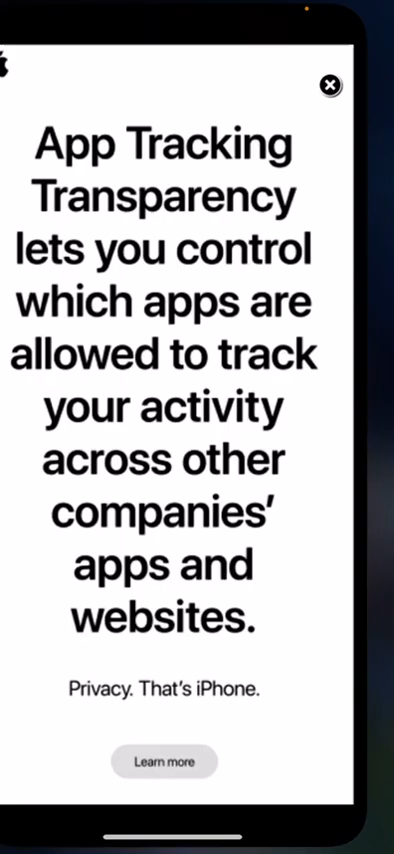 App Tracking
Transparency
lets you control
which apps are
allowed to track
your activity
across other
companies’
apps and
websites.
Privacy. That’s iPhone.
Learn more